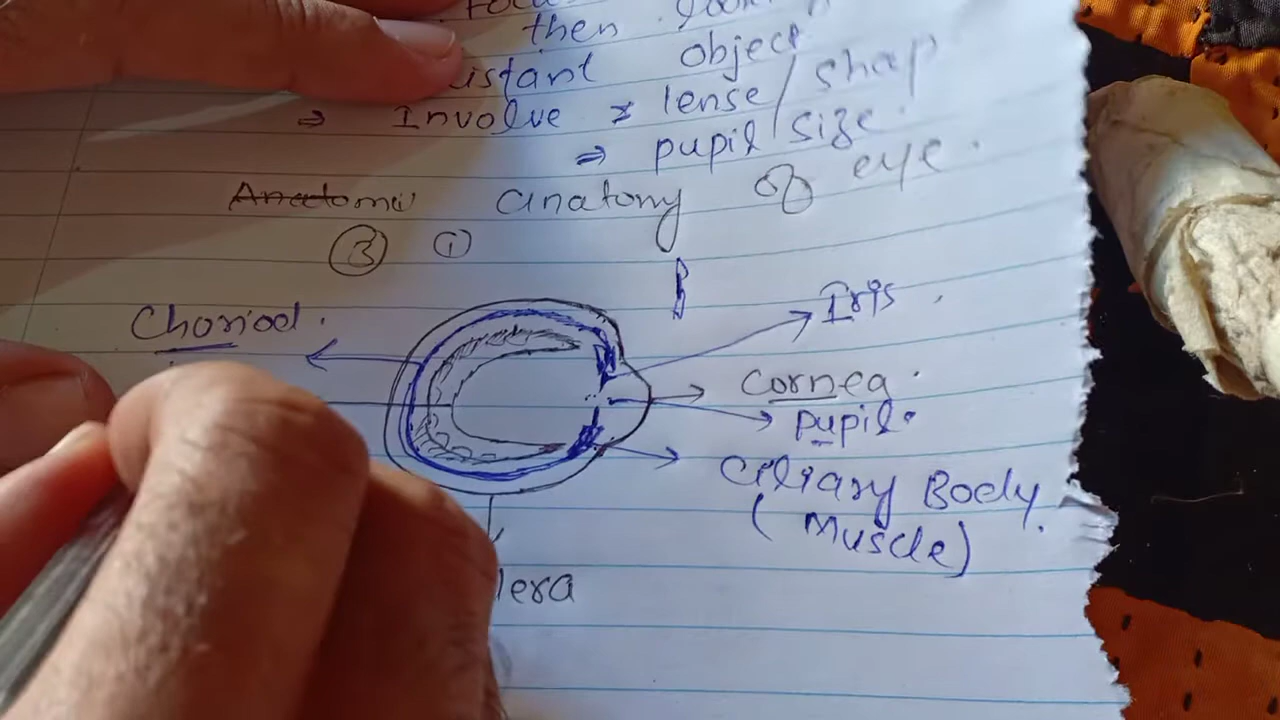 then
istant object
⇒ Involve lense/shap
⇒ pupil/size.
Anatomi anatomy of eye.
③ ①
Choriod.
Iris
cornea.
pupil.
Ciliary Body.
(Muscle)
lera